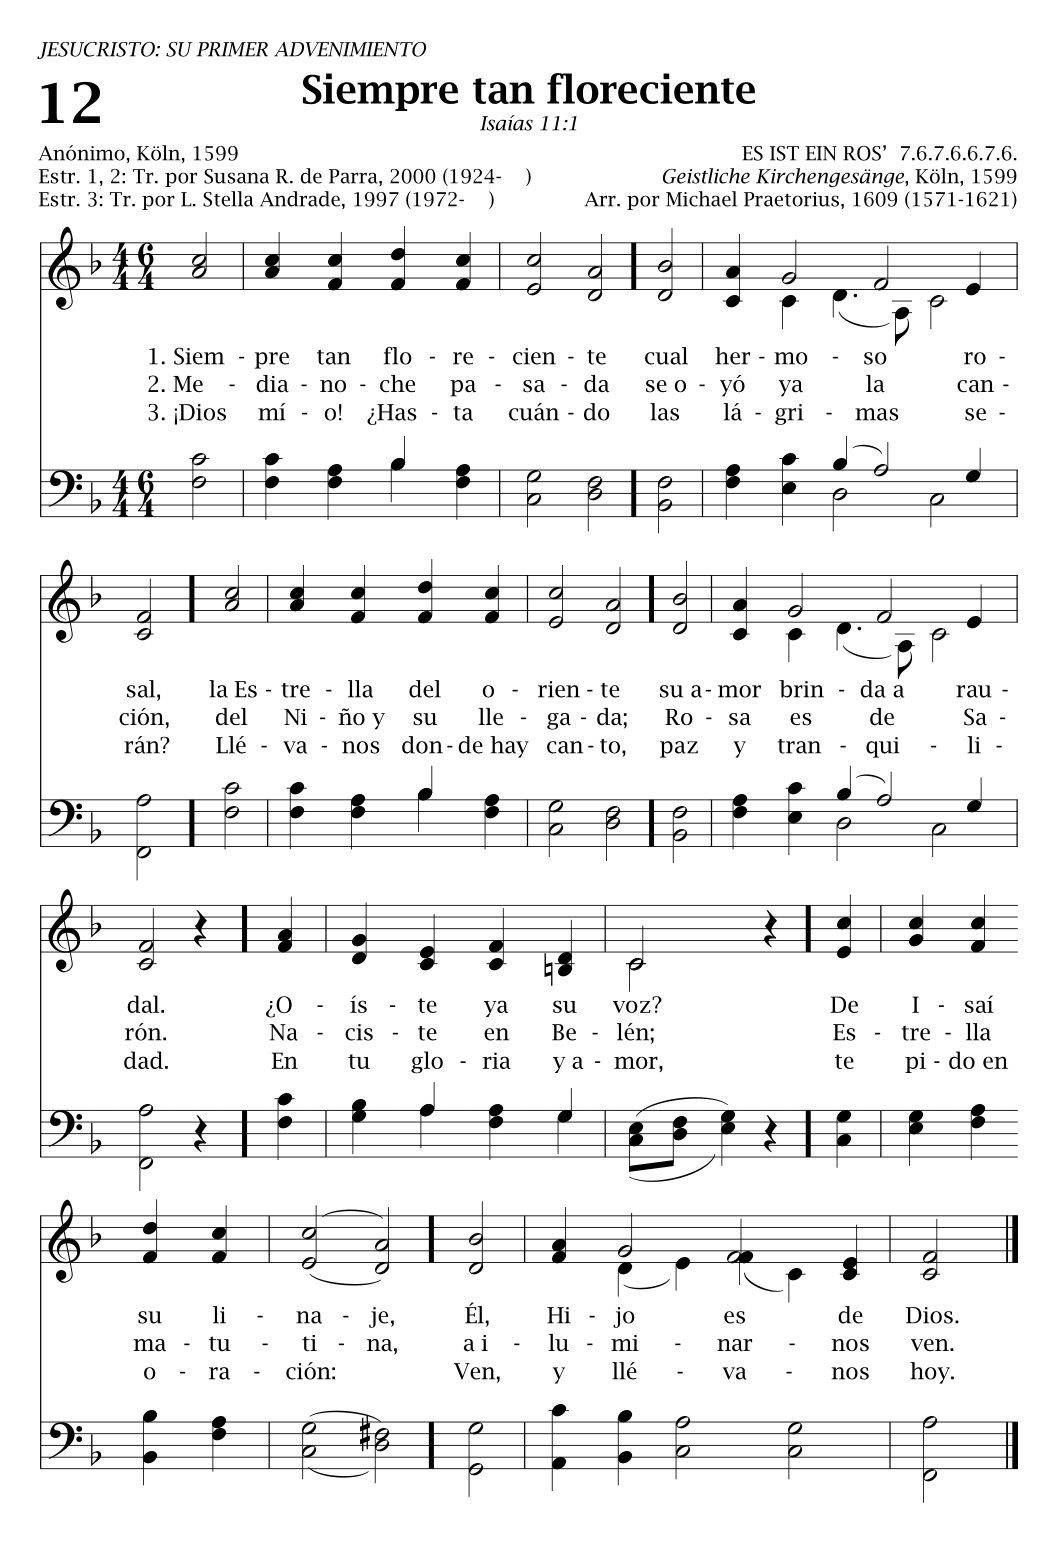 JESUCRISTO: SU PRIMER ADVENIMIENTO
12
Siempre tan floreciente
Isaías 11:1
Anónimo, Köln, 1599
ES IST EIN ROS’ 7.6.7.6.6.7.6.
Estr. 1, 2: Tr. por Susana R. de Parra, 2000 (1924- )
Geistliche Kirchengesänge, Köln, 1599
Estr. 3: Tr. por L. Stella Andrade, 1997 (1972- )
Arr. por Michael Praetorius, 1609 (1571-1621)
4 6
4 4
1. Siem - pre tan flo - re - cien - te cual her - mo - so ro -
2. Me - dia - no - che pa - sa - da se o - yó ya la can -
3. ¡Dios mí - o! ¿Has - ta cuán - do las lá - gri - mas se -
4 6
4 4
sal, la Es - tre - lla del o - rien - te su a - mor brin - da a rau -
ción, del Ni - ño y su lle - ga - da; Ro - sa es de Sa -
rán? Llé - va - nos don - de hay can - to, paz y tran - qui - li -
dal. ¿O - ís - te ya su voz? De I - saí
rón. Na - cis - te en Be - lén; Es - tre - lla
dad. En tu glo - ria y a - mor, te pi - do en
su li - na - je, Él, Hi - jo es de Dios.
ma - tu - ti - na, a i - lu - mi - nar - nos ven.
o - ra - ción: Ven, y llé - va - nos hoy.